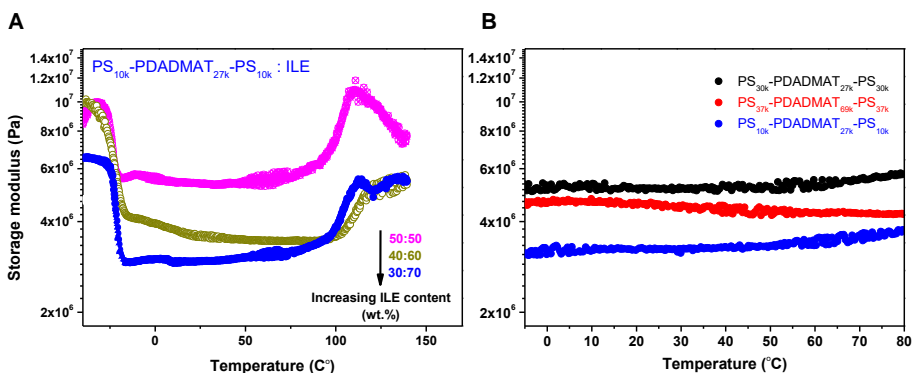 A
B
Storage modulus (Pa)
1.4x10⁷
1.2x10⁷
10⁷
8x10⁶
6x10⁶
4x10⁶
2x10⁶
PS₁₀ₖ-PDADMAT₂₇ₖ-PS₁₀ₖ : ILE
50:50
40:60
30:70
Increasing ILE content
(wt.%)
0
50
100
150
Temperature (C°)
1.4x10⁷
1.2x10⁷
10⁷
8x10⁶
6x10⁶
4x10⁶
2x10⁶
PS₃₀ₖ-PDADMAT₂₇ₖ-PS₃₀ₖ
PS₃₇ₖ-PDADMAT₆₉ₖ-PS₃₇ₖ
PS₁₀ₖ-PDADMAT₂₇ₖ-PS₁₀ₖ
0
10
20
30
40
50
60
70
80
Temperature (°C)